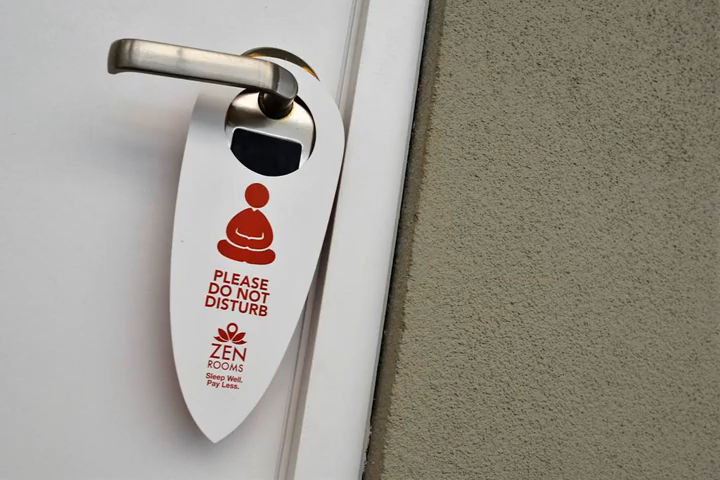 PLEASE
DO NOT
DISTURB
ZEN
ROOMS
Sleep Well,
Pay Less.